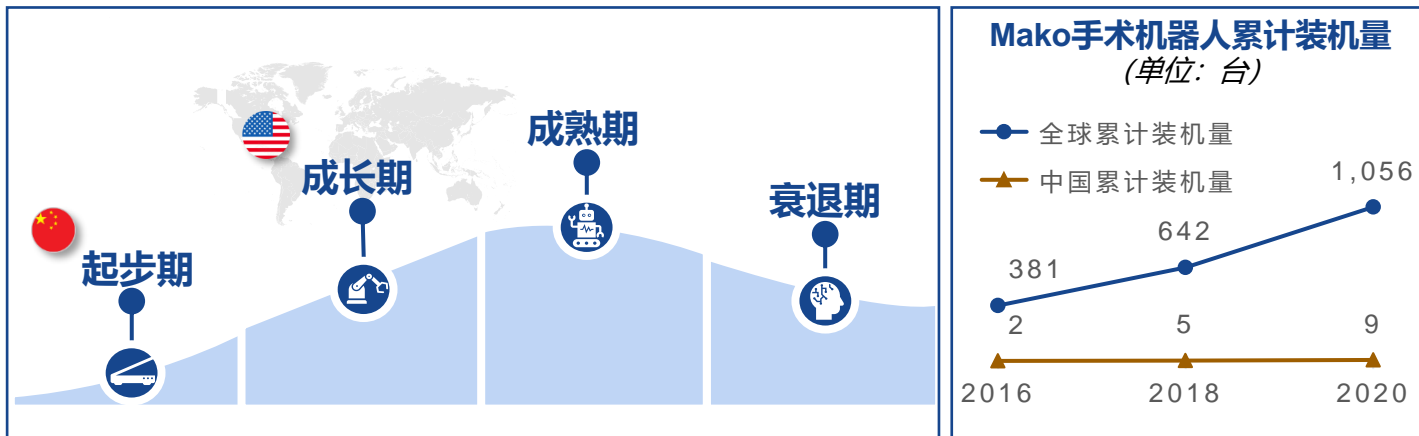 起步期
成长期
成熟期
衰退期
Mako手术机器人累计装机量
(单位：台)
全球累计装机量
中国累计装机量
1,056
642
381
2
5
9
2016
2018
2020